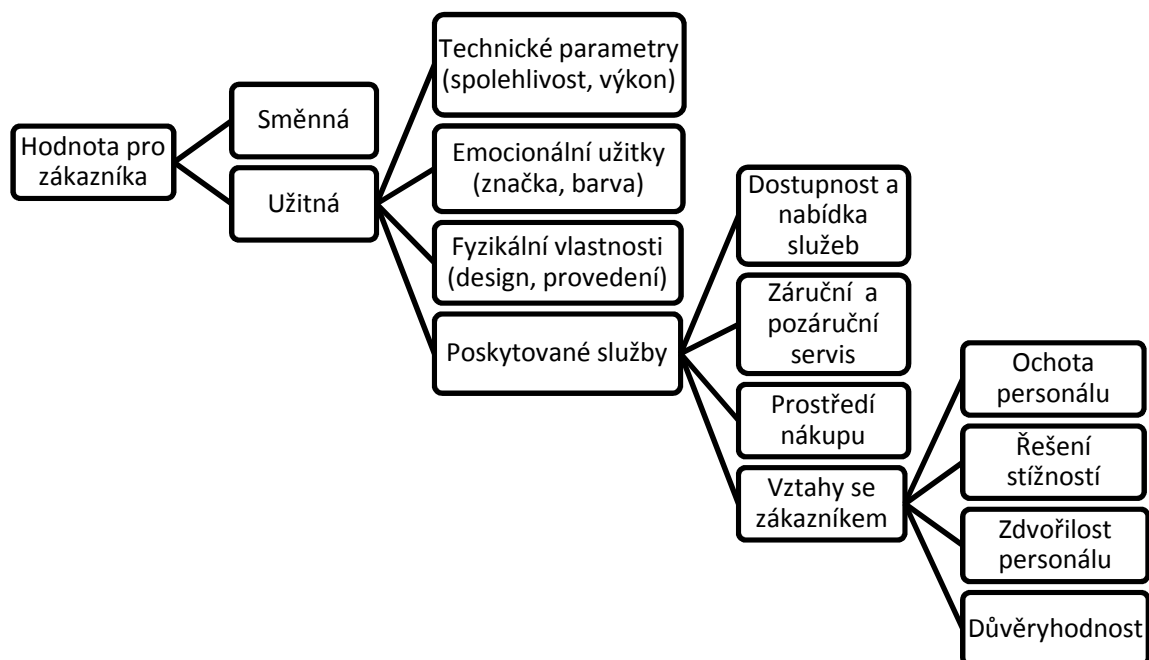 Hodnota pro
zákazníka
Směnná
Užitná
Technické parametry
(spolehlivost, výkon)
Emocionální užitky
(značka, barva)
Fyzikální vlastnosti
(design, provedení)
Poskytované služby
Dostupnost a
nabídka
služeb
Záruční a
pozáruční
servis
Prostředí
nákupu
Vztahy se
zákazníkem
Ochota
personálu
Řešení
stížností
Zdvořilost
personálu
Důvěryhodnost